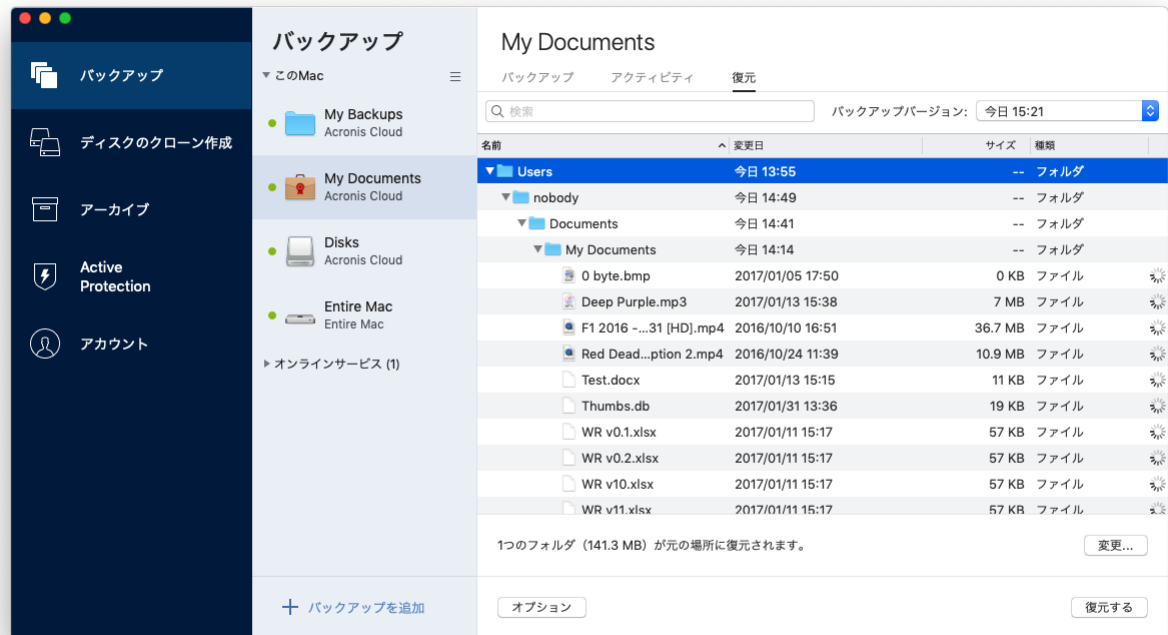 バックアップ
ディスクのクローン作成
アーカイブ
Active
Protection
アカウント
バックアップ
このMac
My Backups
Acronis Cloud
My Documents
Acronis Cloud
Disks
Acronis Cloud
Entire Mac
Entire Mac
オンラインサービス (1)
バックアップを追加
My Documents
バックアップ アクティビティ 復元
検索 バックアップバージョン: 今日 15:21
名前 変更日 サイズ 種類
Users 今日 13:55 -- フォルダ
nobody 今日 14:49 -- フォルダ
Documents 今日 14:41 -- フォルダ
My Documents 今日 14:14 -- フォルダ
0 byte.bmp 2017/01/05 17:50 0 KB ファイル
Deep Purple.mp3 2017/01/13 15:38 7 MB ファイル
F1 2016 -...31 [HD].mp4 2016/10/10 16:51 36.7 MB ファイル
Red Dead...ption 2.mp4 2016/10/24 11:39 10.9 MB ファイル
Test.docx 2017/01/13 15:15 11 KB ファイル
Thumbs.db 2017/01/31 13:36 19 KB ファイル
WR v0.1.xlsx 2017/01/11 15:17 57 KB ファイル
WR v0.2.xlsx 2017/01/11 15:17 57 KB ファイル
WR v10.xlsx 2017/01/11 15:17 57 KB ファイル
WR v11.xlsx 2017/01/11 15:17 57 KB ファイル
1つのフォルダ（141.3 MB）が元の場所に復元されます。 変更...
オプション 復元する